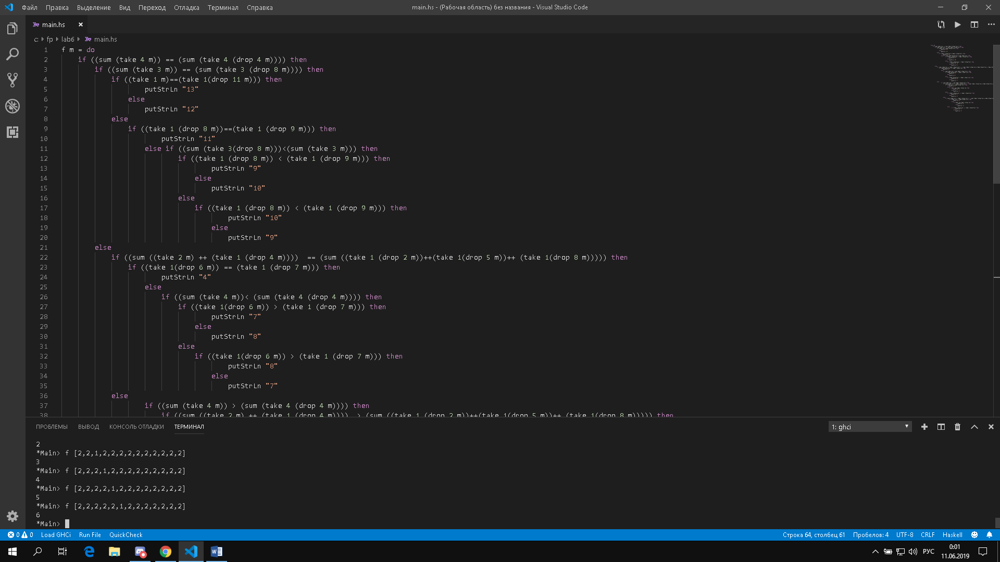 Файл Правка Выделение Вид Переход Отладка Терминал Справка
main.hs - (Рабочая область) без названия - Visual Studio Code
main.hs
c: fp lab6 main.hs
1 f m = do
2 if ((sum (take 4 m)) == (sum (take 4 (drop 4 m)))) then
3 if ((sum (take 3 m)) == (sum (take 3 (drop 8 m)))) then
4 if ((take 1 m)==(take 1(drop 11 m))) then
5 putStrLn "13"
6 else
7 putStrLn "12"
8 else
9 if ((take 1 (drop 8 m))==(take 1 (drop 9 m))) then
10 putStrLn "11"
11 else if ((sum (take 3(drop 8 m)))<(sum (take 3 m))) then
12 if ((take 1 (drop 8 m)) < (take 1 (drop 9 m))) then
13 putStrLn "9"
14 else
15 putStrLn "10"
16 else
17 if ((take 1 (drop 8 m)) < (take 1 (drop 9 m))) then
18 putStrLn "10"
19 else
20 putStrLn "9"
21 else
22 if ((sum ((take 2 m) ++ (take 1 (drop 4 m))))  == (sum ((take 1 (drop 2 m))++(take 1(drop 5 m))++ (take 1(drop 8 m))))) then
23 if ((take 1(drop 6 m)) == (take 1 (drop 7 m))) then
24 putStrLn "4"
25 else
26 if ((sum (take 4 m))< (sum (take 4 (drop 4 m)))) then
27 if ((take 1(drop 6 m)) > (take 1 (drop 7 m))) then
28 putStrLn "7"
29 else
30 putStrLn "8"
31 else
32 if ((take 1(drop 6 m)) > (take 1 (drop 7 m))) then
33 putStrLn "8"
34 else
35 putStrLn "7"
36 else
37 if ((sum (take 4 m)) > (sum (take 4 (drop 4 m)))) then
38 if ((sum ((take 2 m) ++ (take 1 (drop 4 m))))  > (sum ((take 1 (drop 2 m))++(take 1(drop 5 m))++ (take 1(drop 8 m))))) then
ПРОБЛЕМЫ ВЫВОД КОНСОЛЬ ОТЛАДКИ ТЕРМИНАЛ 1: ghci
2
*Main> f [2,2,1,2,2,2,2,2,2,2,2,2,2]
3
*Main> f [2,2,2,1,2,2,2,2,2,2,2,2,2]
4
*Main> f [2,2,2,2,1,2,2,2,2,2,2,2,2]
5
*Main> f [2,2,2,2,2,1,2,2,2,2,2,2,2]
6
*Main>
0 0 Load GHCi Run File QuickCheck Строка 64, столбец 61 Пробелов: 4 UTF-8 CRLF Haskell
РУС 0:01
11.06.2019